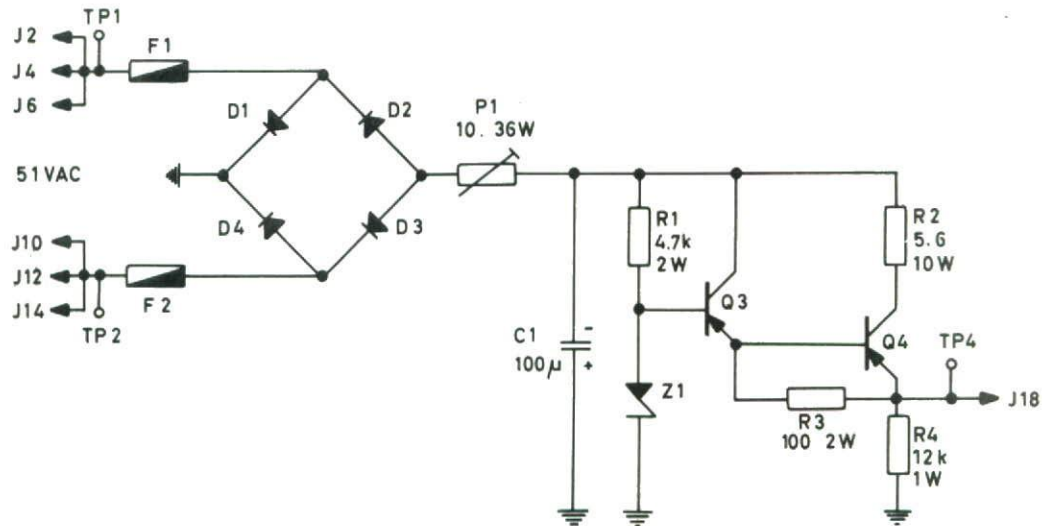 TP1
J2
J4
J6
F1
D1
D2
P1
10. 36W
51VAC
D4
D3
J10
J12
J14
F2
TP2
R1
4.7k
2W
R2
5.6
10W
Q3
C1
100µ
-
+
Z1
Q4
TP4
J18
R3
100 2W
R4
12k
1W